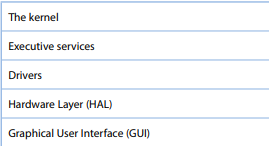 The kernel
Executive services
Drivers
Hardware Layer (HAL)
Graphical User Interface (GUI)